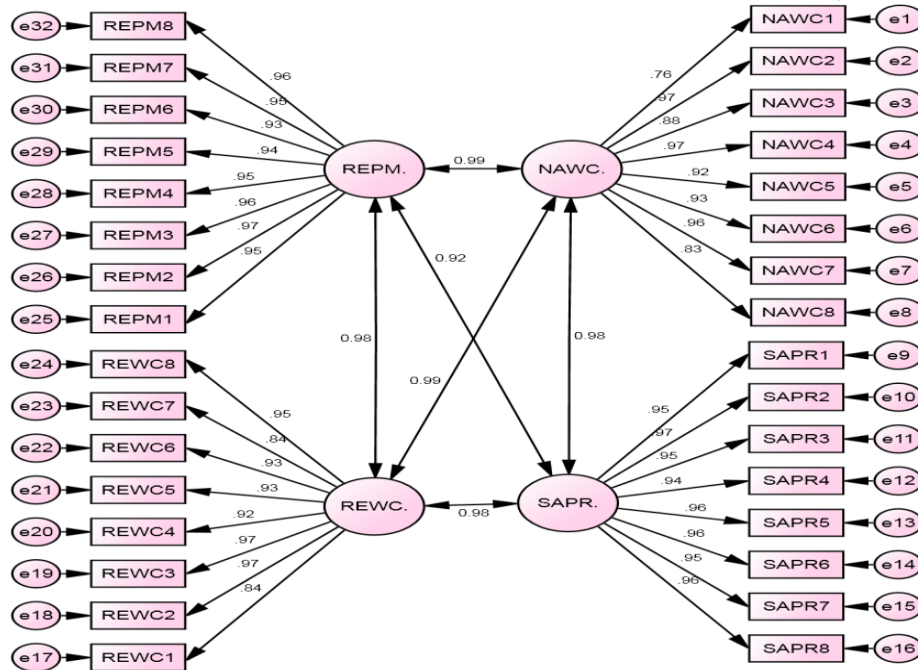 e32 REPM8 NAWC1 e1
e31 REPM7 .96 .76 NAWC2 e2
e30 REPM6 .95 .97 NAWC3 e3
e29 REPM5 .93 .88 NAWC4 e4
e28 REPM4 .94 REPM. 0.99 NAWC. .97 NAWC5 e5
e27 REPM3 .95 .92 NAWC6 e6
e26 REPM2 .96 .93 NAWC7 e7
e25 REPM1 .97 .96 NAWC8 e8
.95 0.92 .83
e24 REWC8 0.98 0.98 SAPR1 e9
e23 REWC7 0.99 SAPR2 e10
e22 REWC6 .95 .95 SAPR3 e11
e21 REWC5 .84 .97 SAPR4 e12
e20 REWC4 .93 .95 SAPR5 e13
e19 REWC3 .93 REWC. 0.98 SAPR. .94 SAPR6 e14
e18 REWC2 .92 .96 SAPR7 e15
e17 REWC1 .97 .96 SAPR8 e16
.97 .95
.84 .96